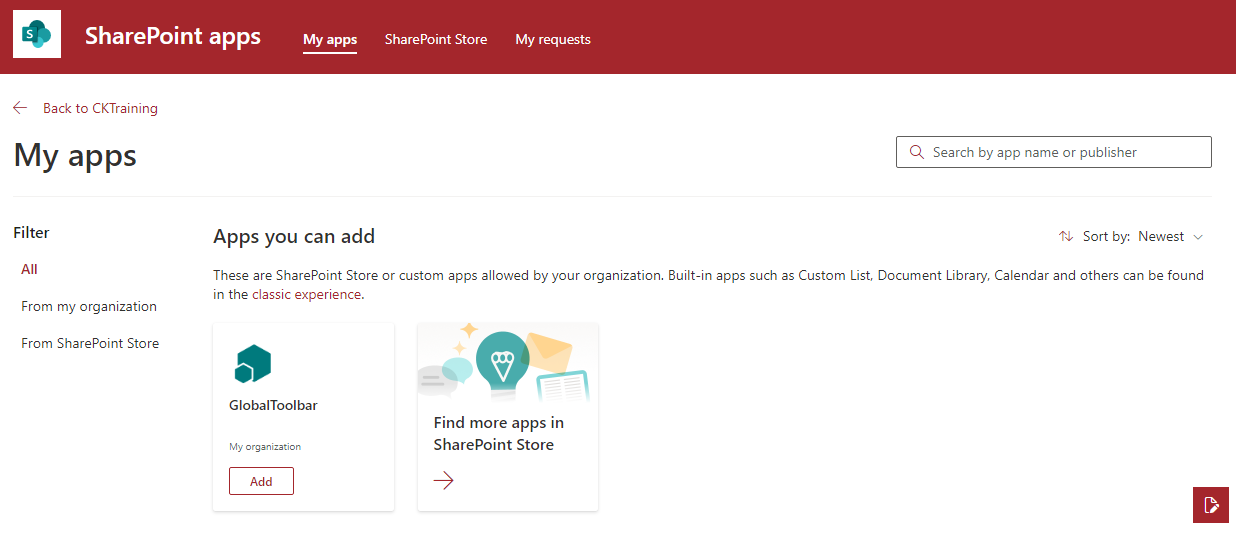 S
SharePoint apps
My apps
SharePoint Store
My requests
Back to CKTraining
My apps
Search by app name or publisher
Filter
All
From my organization
From SharePoint Store
Apps you can add
Sort by: Newest
These are SharePoint Store or custom apps allowed by your organization. Built-in apps such as Custom List, Document Library, Calendar and others can be found
in the classic experience.
GlobalToolbar
My organization
Add
Find more apps in
SharePoint Store